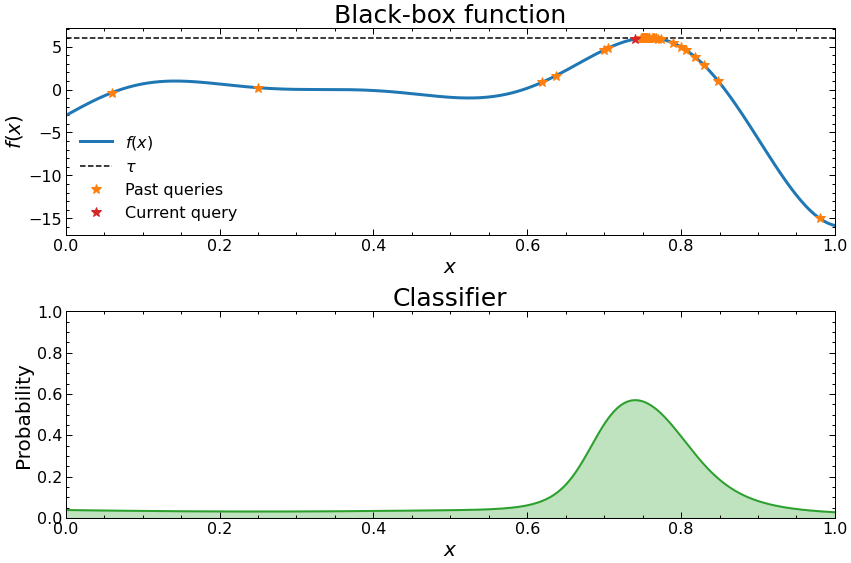 Black-box function
f(x)
5
0
−5
−10
−15
f(x)
τ
Past queries
Current query
0.0 0.2 0.4 0.6 0.8 1.0
x
Classifier
Probability
1.0
0.8
0.6
0.4
0.2
0.0
0.0 0.2 0.4 0.6 0.8 1.0
x